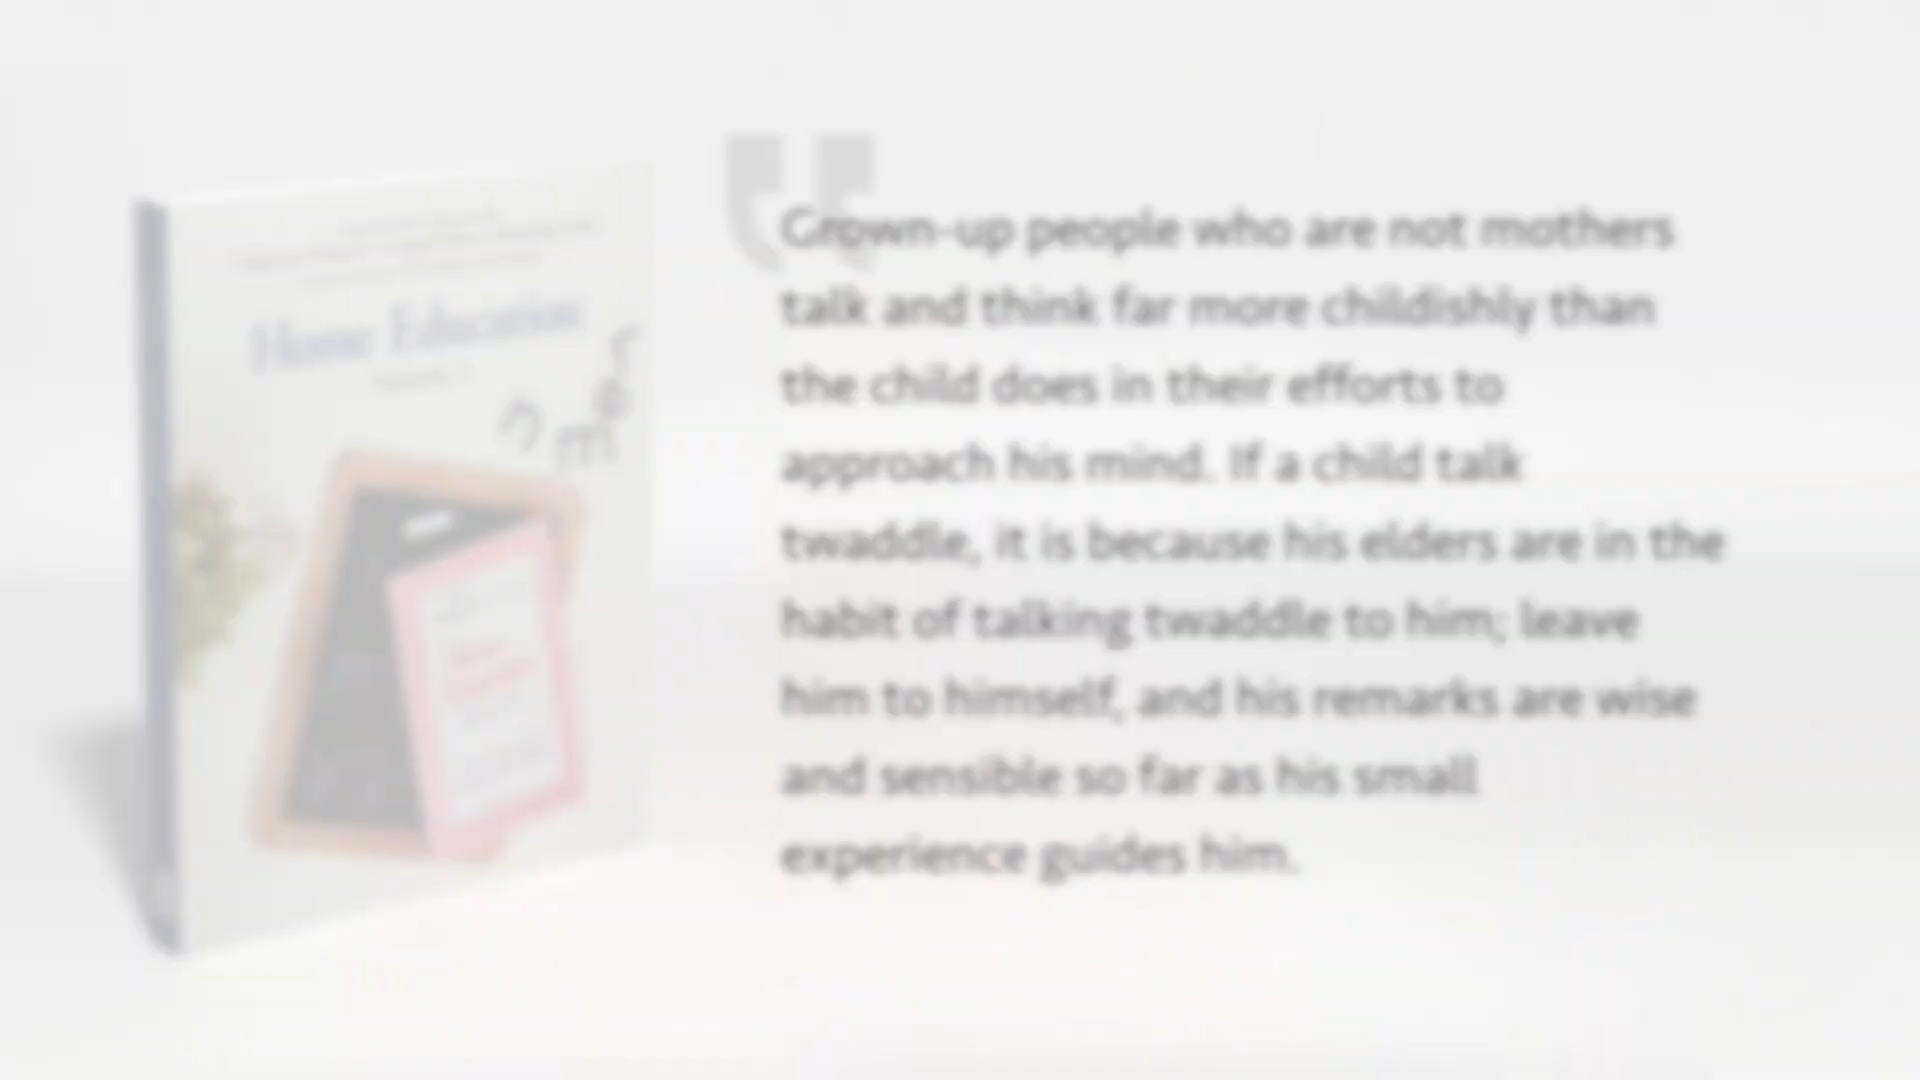 Home Education
Grown-up people who are not mothers
talk and think far more childishly than
the child does in their efforts to
approach his mind. If a child talk
twaddle, it is because his elders are in the
habit of talking twaddle to him; leave
him to himself, and his remarks are wise
and sensible so far as his small
experience guides him.